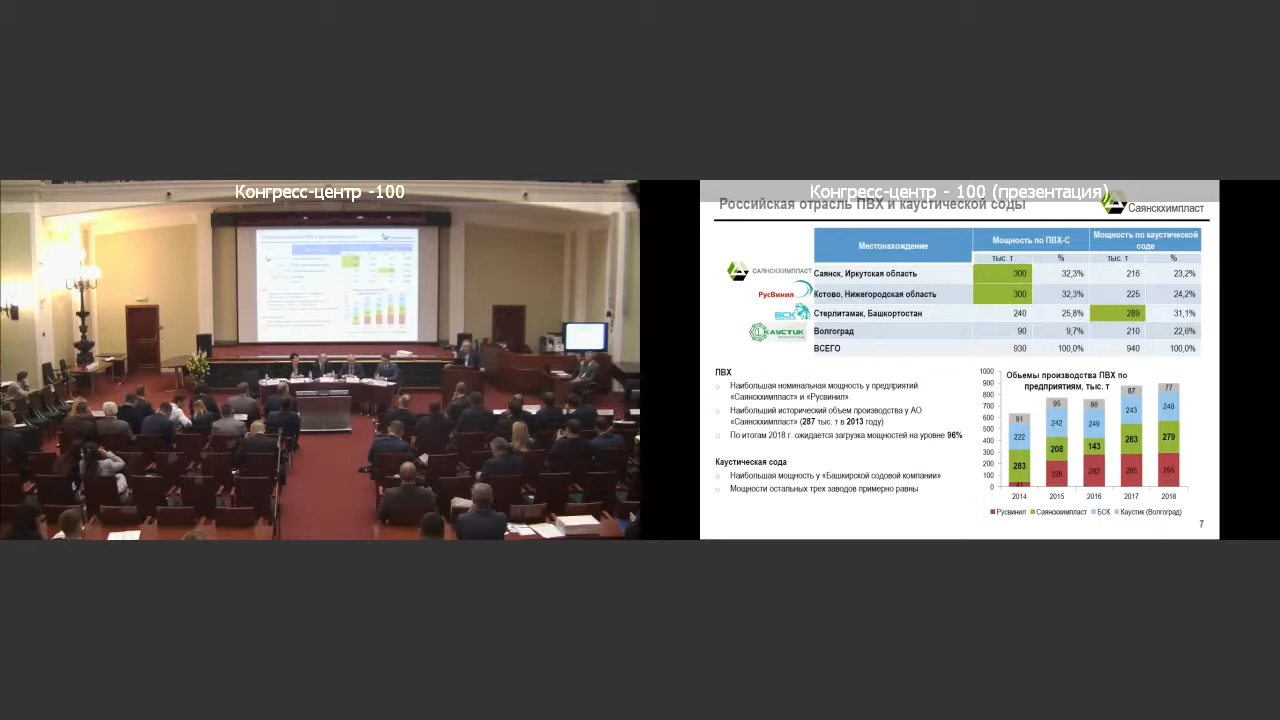 Конгресс-центр -100
Конгресс-центр - 100 (презентация)
Российская отрасль ПВХ и каустической соды
Саянскхимпласт
Местонахождение
Мощность по ПВХ-С
Мощность по каустической соде
тыс. т % тыс. т %
САЯНСКХИМПЛАСТ Саянск, Иркутская область 300 32,3% 216 23,2%
РусВинил Кстово, Нижегородская область 300 32,3% 225 24,2%
БСК Стерлитамак, Башкортостан 240 25,8% 289 31,1%
КАУСТИК Волгоград 90 9,7% 210 22,6%
ВСЕГО 930 100,0% 940 100,0%
ПВХ
Наибольшая номинальная мощность у предприятий
«Саянскхимпласт» и «Русвинил»
Наибольший исторический объем производства у АО
«Саянскхимпласт» (287 тыс. т в 2013 году)
По итогам 2018 г. ожидается загрузка мощностей на уровне 96%
Каустическая сода
Наибольшая мощность у «Башкирской содовой компании»
Мощности остальных трех заводов примерно равны
Объемы производства ПВХ по
предприятиям, тыс. т
1000
900
800
700
600
500
400
300
200
100
0
91 95 88 87 77
222 242 249 243 248
283 208 143 263 279
41 228 282 285 295
2014 2015 2016 2017 2018
Русвинил Саянскхимпласт БСК Каустик (Волгоград)
7